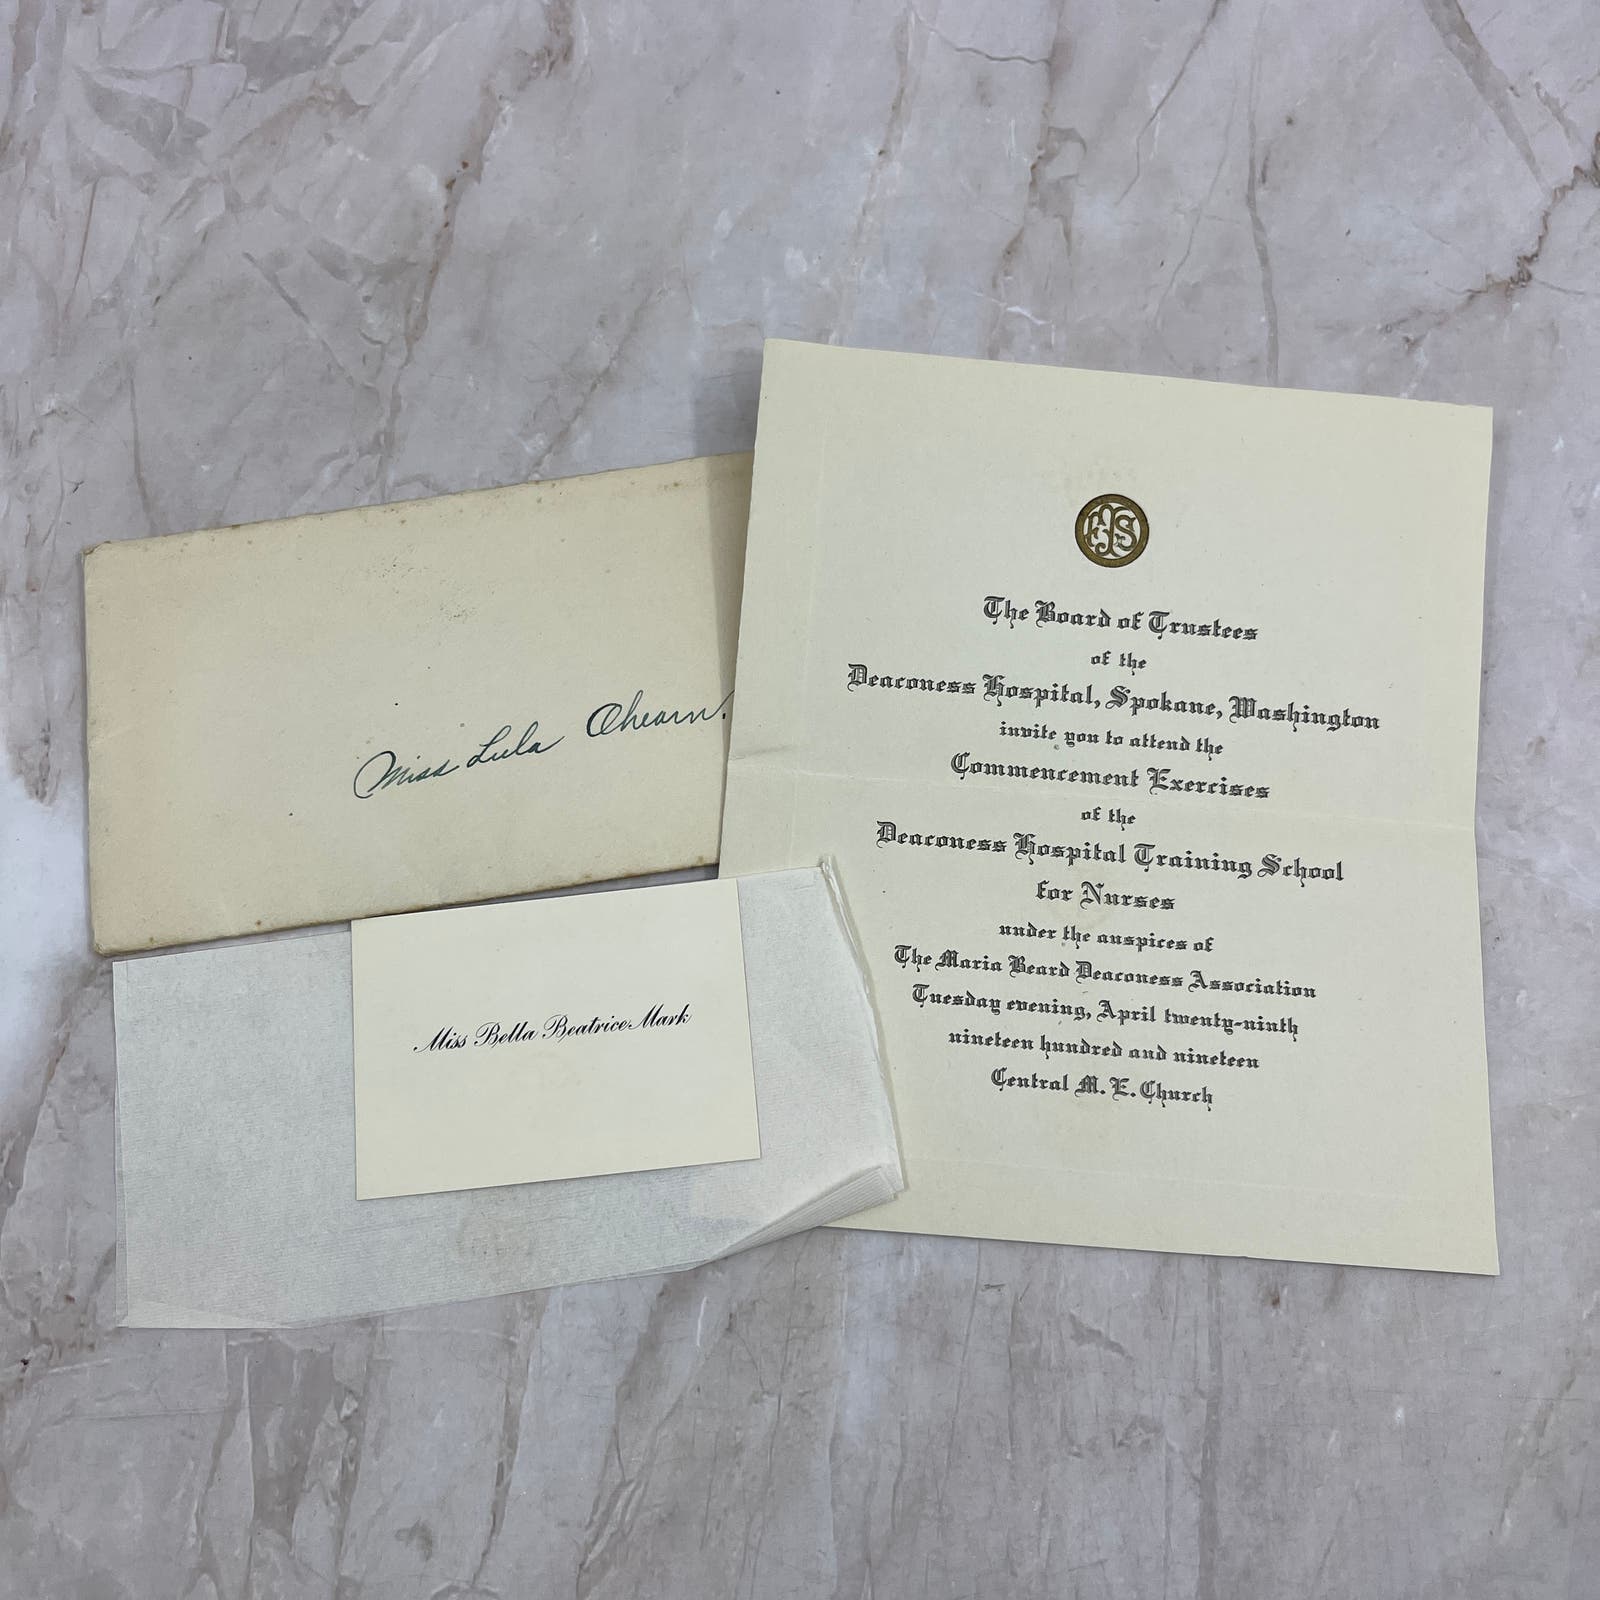 Miss Lula Ahearn.
Miss Bella Beatrice Mark
The Board of Trustees
of the
Deaconess Hospital, Spokane, Washington
invite you to attend the
Commencement Exercises
of the
Deaconess Hospital Training School
for Nurses
under the auspices of
The Maria Beard Deaconess Association
Tuesday evening, April twenty-ninth
nineteen hundred and nineteen
Central M. E. Church